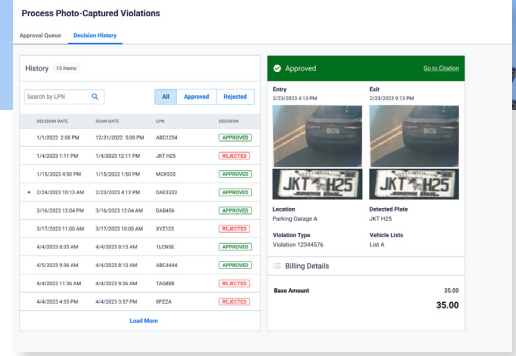 Process Photo-Captured Violations
Approval Queue Decision History
History 13 Items
Search by LPN All Approved Rejected
DECISION DATE SCAN DATE LPN DECISION
1/1/2022 2:00 PM 12/31/2022 5:00 PM ABC1234 APPROVED
1/4/2023 1:11 PM 1/4/2023 12:11 PM JKT H25 REJECTED
1/15/2023 4:50 PM 1/15/2023 1:50 PM MCK555 APPROVED
2/24/2023 10:13 AM 2/23/2023 4:13 PM DAE3333 APPROVED
3/16/2023 12:04 PM 3/16/2023 12:04 AM DAB456 APPROVED
3/17/2023 11:00 AM 3/17/2023 10:00 AM XYZ123 REJECTED
4/4/2023 8:33 AM 4/4/2023 8:13 AM 1LCNSE APPROVED
4/5/2023 9:36 AM 4/4/2023 8:13 AM ABC4444 APPROVED
4/4/2023 11:36 AM 4/4/2023 9:36 AM TAG888 REJECTED
4/4/2023 4:55 PM 4/4/2023 3:57 PM 8PZZA REJECTED
Load More
Approved Go to Citation
Entry Exit
2/23/2023 4:13 PM 2/23/2023 9:13 PM
JKT H25 JKT H25
Location Detected Plate
Parking Garage A JKT H25
Violation Type Vehicle Lists
Violation 12344576 List A
Billing Details
Base Amount 35.00
35.00